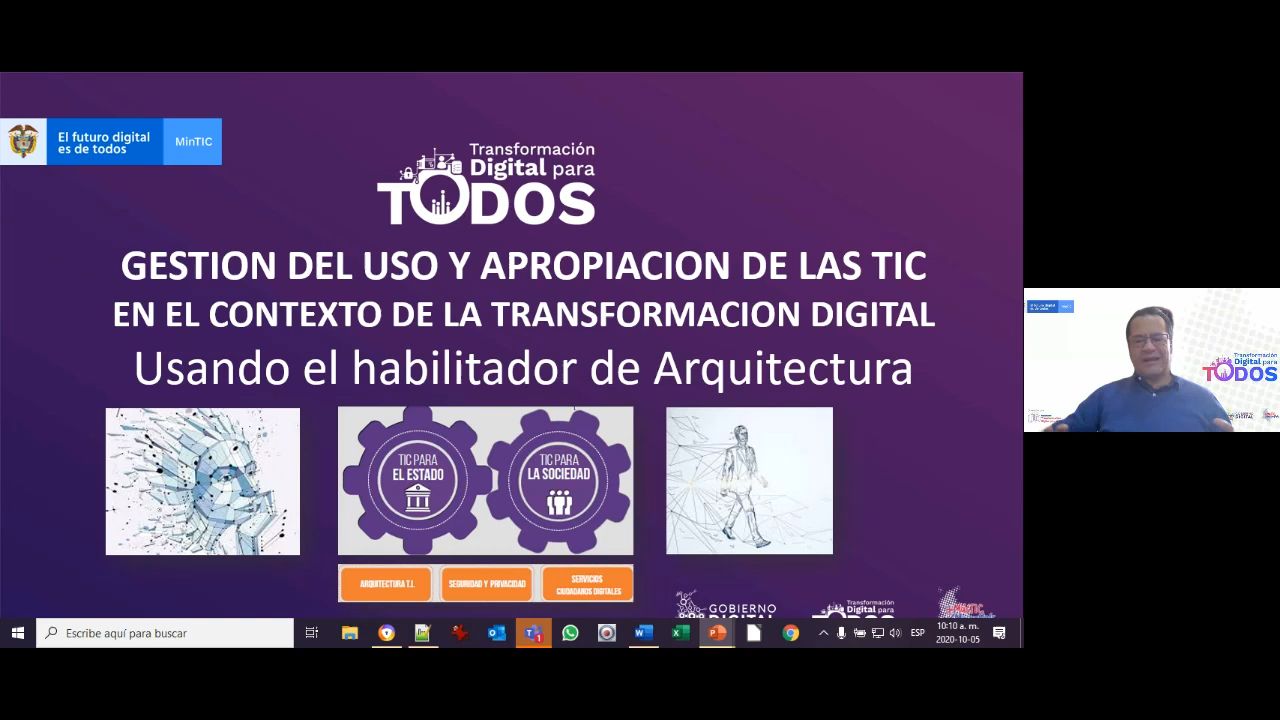 El futuro digital
es de todos
MinTIC
Transformación
Digital para
TODOS
GESTION DEL USO Y APROPIACION DE LAS TIC
EN EL CONTEXTO DE LA TRANSFORMACION DIGITAL
Usando el habilitador de Arquitectura
TIC PARA
EL ESTADO
TIC PARA
LA SOCIEDAD
ARQUITECTURA T.I.
SEGURIDAD Y PRIVACIDAD
SERVICIOS
CIUDADANOS DIGITALES
GOBIERNO
DIGITAL
Transformación
Digital para
TODOS
Escribe aquí para buscar
ESP
10:10 a. m.
2020-10-05
Transformación
Digital para
TODOS